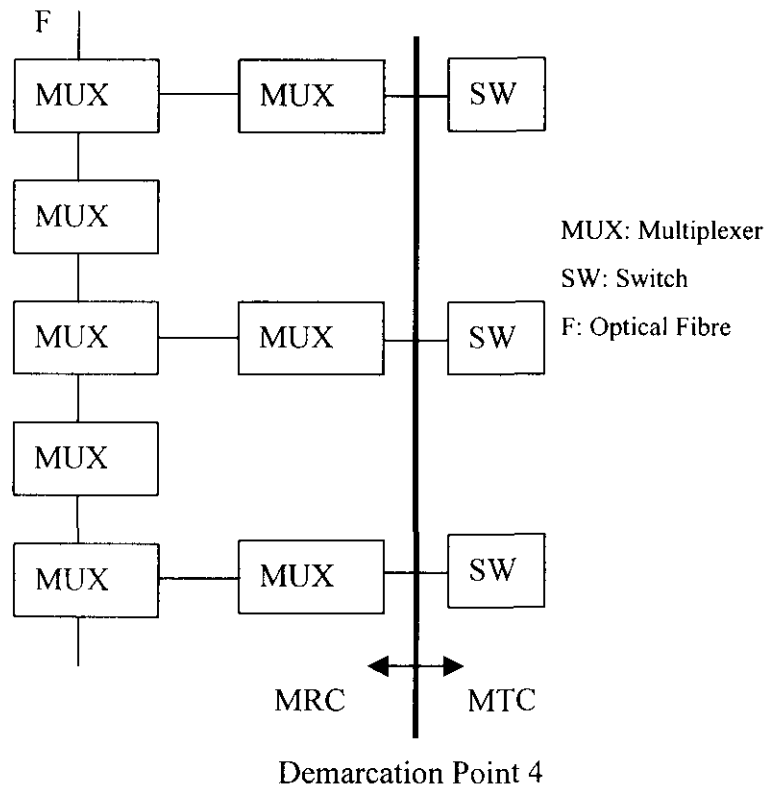 F
MUX MUX SW
MUX
MUX: Multiplexer
SW: Switch
MUX MUX SW
F: Optical Fibre
MUX
MUX MUX SW
MRC MTC
Demarcation Point 4